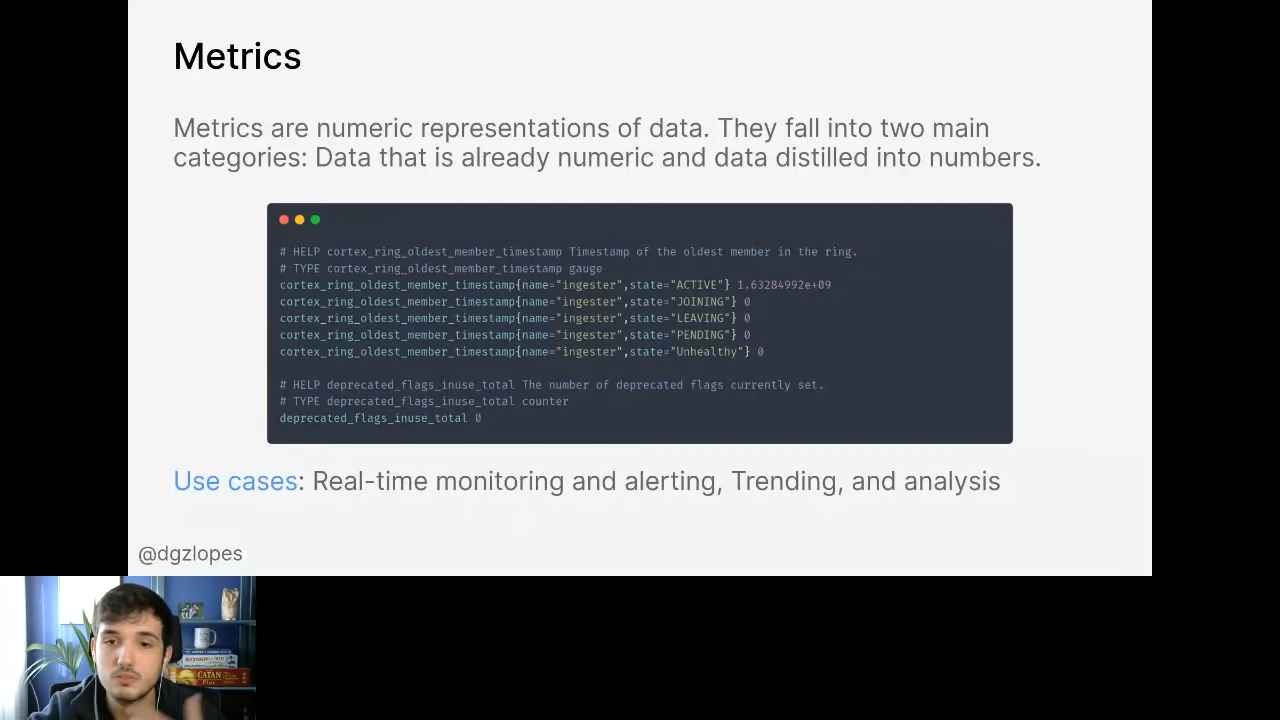 Metrics
Metrics are numeric representations of data. They fall into two main
categories: Data that is already numeric and data distilled into numbers.
# HELP cortex_ring_oldest_member_timestamp Timestamp of the oldest member in the ring.
# TYPE cortex_ring_oldest_member_timestamp gauge
cortex_ring_oldest_member_timestamp{name="ingester",state="ACTIVE"} 1.63284992e+09
cortex_ring_oldest_member_timestamp{name="ingester",state="JOINING"} 0
cortex_ring_oldest_member_timestamp{name="ingester",state="LEAVING"} 0
cortex_ring_oldest_member_timestamp{name="ingester",state="PENDING"} 0
cortex_ring_oldest_member_timestamp{name="ingester",state="Unhealthy"} 0
# HELP deprecated_flags_inuse_total The number of deprecated flags currently set.
# TYPE deprecated_flags_inuse_total counter
deprecated_flags_inuse_total 0
Use cases: Real-time monitoring and alerting, Trending, and analysis
@dgzlopes
CATAN